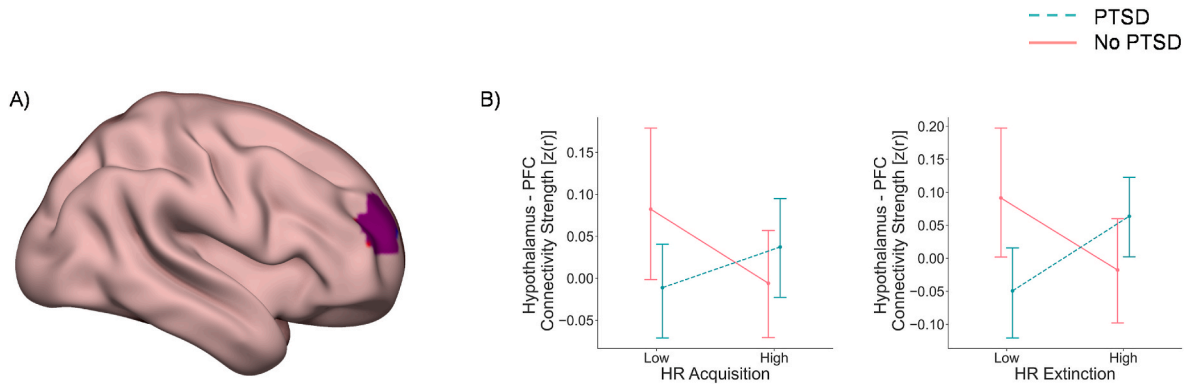 PTSD
No PTSD
A)
B)
Hypothalamus - PFC
Connectivity Strength [z(r)]
0.15
0.10
0.05
0.00
−0.05
Low
High
HR Acquisition
Hypothalamus - PFC
Connectivity Strength [z(r)]
0.20
0.15
0.10
0.05
0.00
−0.05
−0.10
Low
High
HR Extinction